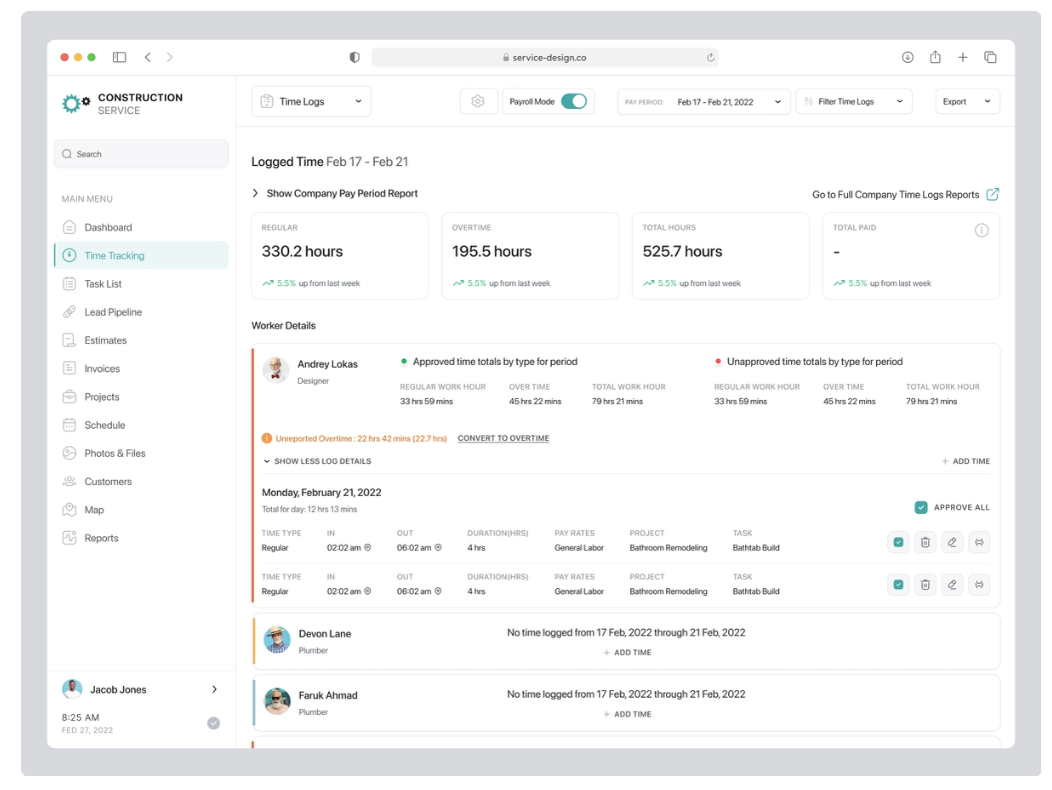 service-design.co
CONSTRUCTION
SERVICE
Time Logs
Payroll Mode
PAY PERIOD: Feb 17 - Feb 21, 2022
Filter Time Logs
Export
Search
MAIN MENU
Dashboard
Time Tracking
Task List
Lead Pipeline
Estimates
Invoices
Projects
Schedule
Photos & Files
Customers
Map
Reports
Jacob Jones
8:25 AM
FED 27, 2022
Logged Time Feb 17 - Feb 21
Show Company Pay Period Report
Go to Full Company Time Logs Reports
REGULAR
330.2 hours
5.5% up from last week
OVERTIME
195.5 hours
5.5% up from last week
TOTAL HOURS
525.7 hours
5.5% up from last week
TOTAL PAID
-
5.5% up from last week
Worker Details
Andrey Lokas
Designer
Approved time totals by type for period
REGULAR WORK HOUR OVER TIME TOTAL WORK HOUR
33 hrs 59 mins 45 hrs 22 mins 79 hrs 21 mins
Unapproved time totals by type for period
REGULAR WORK HOUR OVER TIME TOTAL WORK HOUR
33 hrs 59 mins 45 hrs 22 mins 79 hrs 21 mins
Unreported Overtime : 22 hrs 42 mins (22.7 hrs) CONVERT TO OVERTIME
SHOW LESS LOG DETAILS
+ ADD TIME
Monday, February 21, 2022
Total for day: 12 hrs 13 mins
APPROVE ALL
TIME TYPE IN OUT DURATION(HRS) PAY RATES PROJECT TASK
Regular 02:02 am 06:02 am 4 hrs General Labor Bathroom Remodeling Bathtab Build
TIME TYPE IN OUT DURATION(HRS) PAY RATES PROJECT TASK
Regular 02:02 am 06:02 am 4 hrs General Labor Bathroom Remodeling Bathtab Build
Devon Lane
Plumber
No time logged from 17 Feb, 2022 through 21 Feb, 2022
+ ADD TIME
Faruk Ahmad
Plumber
No time logged from 17 Feb, 2022 through 21 Feb, 2022
+ ADD TIME